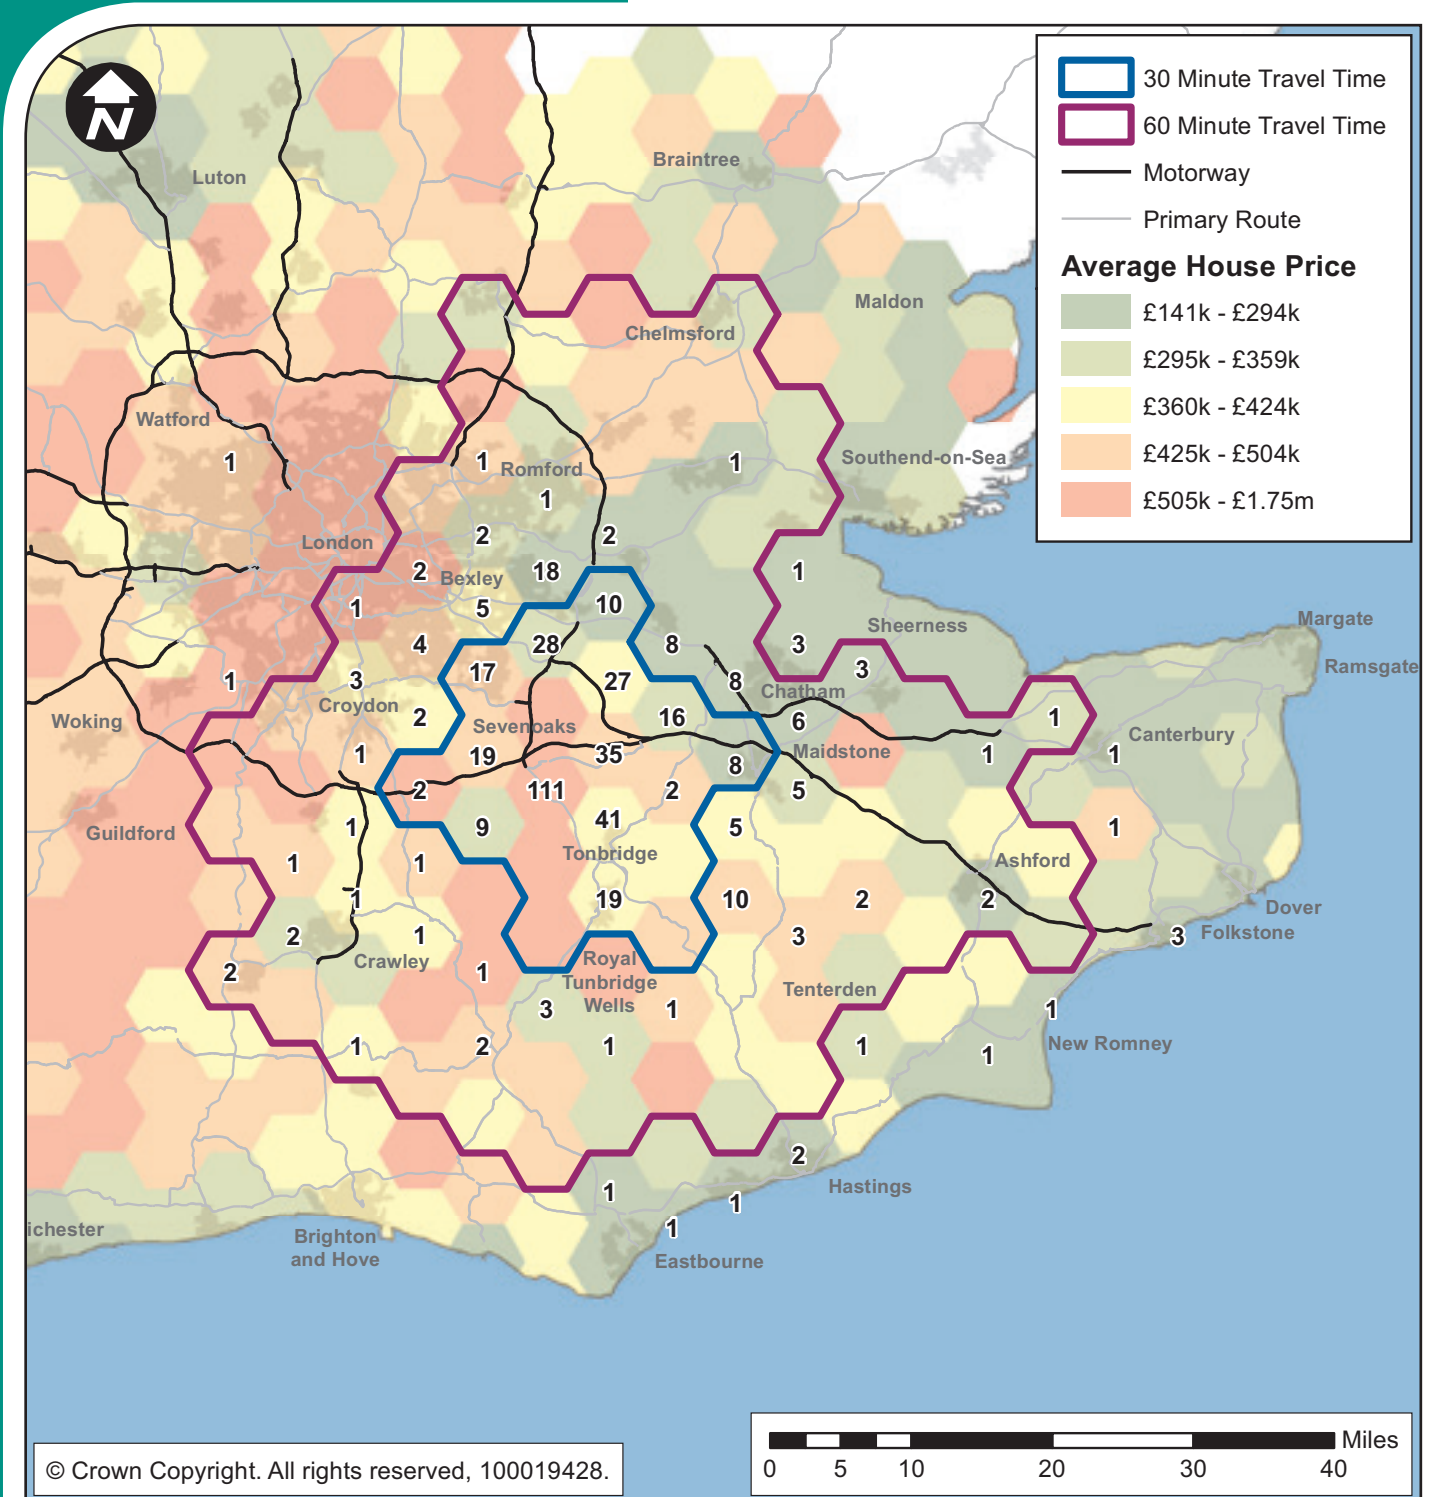 30 Minute Travel Time
60 Minute Travel Time
Motorway
Primary Route
Average House Price
£141k - £294k
£295k - £359k
£360k - £424k
£425k - £504k
£505k - £1.75m
N
Braintree
Luton
Maldon
Chelmsford
Watford
1
1
Romford
1
Southend-on-Sea
1
2
2
London
2
Bexley
18
1
1
5
10
Margate
4
28
8
3
Sheerness
Ramsgate
1
3
17
27
8
Chatham
3
Woking
Croydon
2
Sevenoaks
16
6
1
Canterbury
1
19
35
8
Maidstone
1
1
2
111
2
5
Guildford
1
9
41
5
1
1
1
Tonbridge
Ashford
1
19
10
2
2
Dover
2
1
3
3
Folkstone
Crawley
2
1
Royal
Tunbridge
Wells
Tenterden
3
1
1
New Romney
1
2
1
1
1
2
Hastings
1
1
1
ichester
Brighton
and Hove
Eastbourne
Miles
0 5 10 20 30 40
© Crown Copyright. All rights reserved, 100019428.